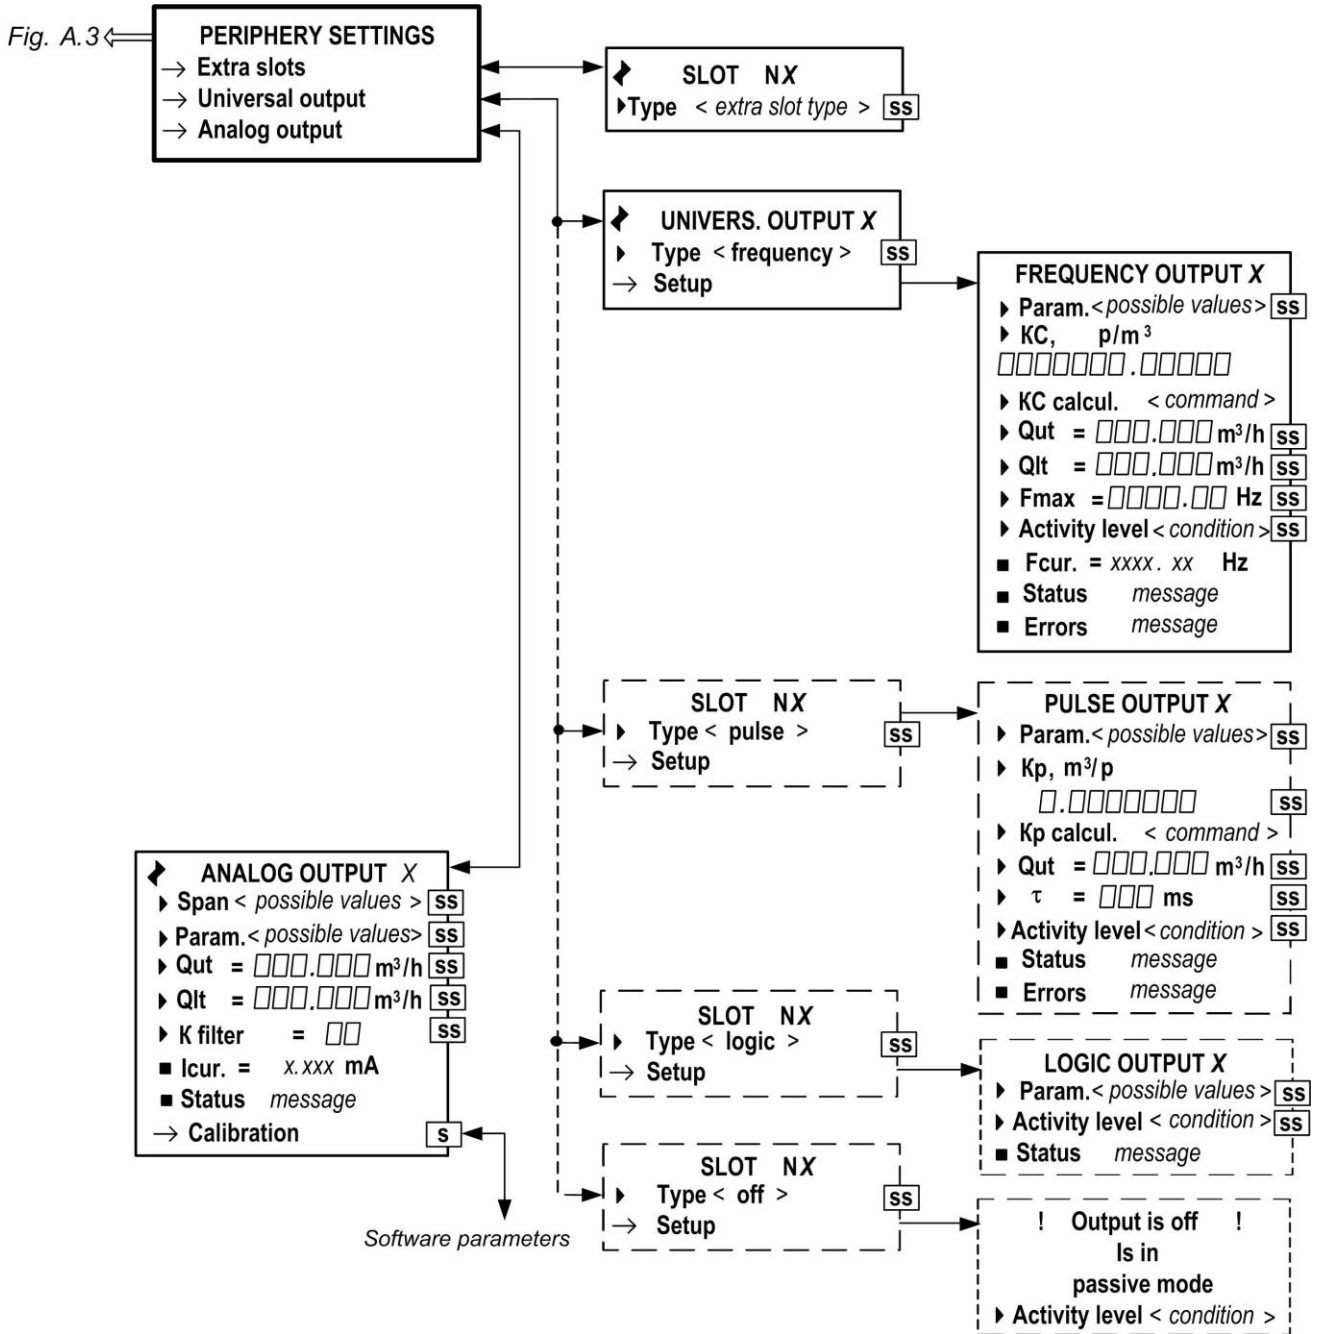 Fig. A.3
PERIPHERY SETTINGS
→ Extra slots
→ Universal output
→ Analog output
SLOT NX
Type < extra slot type > ss
UNIVERS. OUTPUT X
Type < frequency > ss
→ Setup
FREQUENCY OUTPUT X
Param.< possible values> ss
KC, p/m³
□□□□□□□.□□□□□
KC calcul. < command >
Qut = □□□.□□□ m³/h ss
Qlt = □□□.□□□ m³/h ss
Fmax = □□□□.□□ Hz ss
Activity level < condition > ss
■ Fcur. = xxxx. xx Hz
■ Status message
■ Errors message
SLOT NX
Type < pulse > ss
→ Setup
PULSE OUTPUT X
Param.< possible values> ss
Kp, m³/p
□.□□□□□□□ ss
Kp calcul. < command >
Qut = □□□.□□□ m³/h ss
τ = □□□ ms ss
Activity level < condition > ss
■ Status message
■ Errors message
ANALOG OUTPUT X
Span < possible values > ss
Param.< possible values> ss
Qut = □□□.□□□ m³/h ss
Qlt = □□□.□□□ m³/h ss
K filter = □□ ss
■ Icur. = x.xxx mA
■ Status message
→ Calibration s
Software parameters
SLOT NX
Type < logic > ss
→ Setup
LOGIC OUTPUT X
Param.< possible values > ss
Activity level < condition > ss
■ Status message
SLOT NX
Type < off > ss
→ Setup
! Output is off !
Is in
passive mode
Activity level < condition >